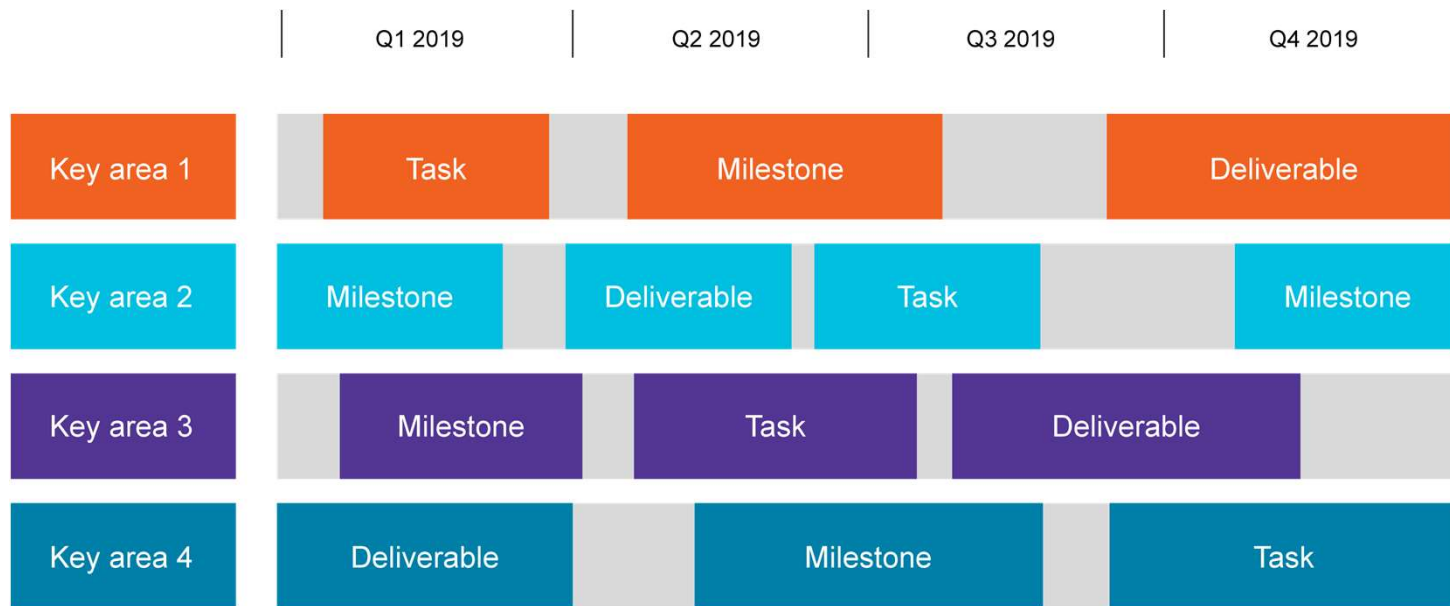 Q1 2019 Q2 2019 Q3 2019 Q4 2019
Key area 1 Task Milestone Deliverable
Key area 2 Milestone Deliverable Task Milestone
Key area 3 Milestone Task Deliverable
Key area 4 Deliverable Milestone Task